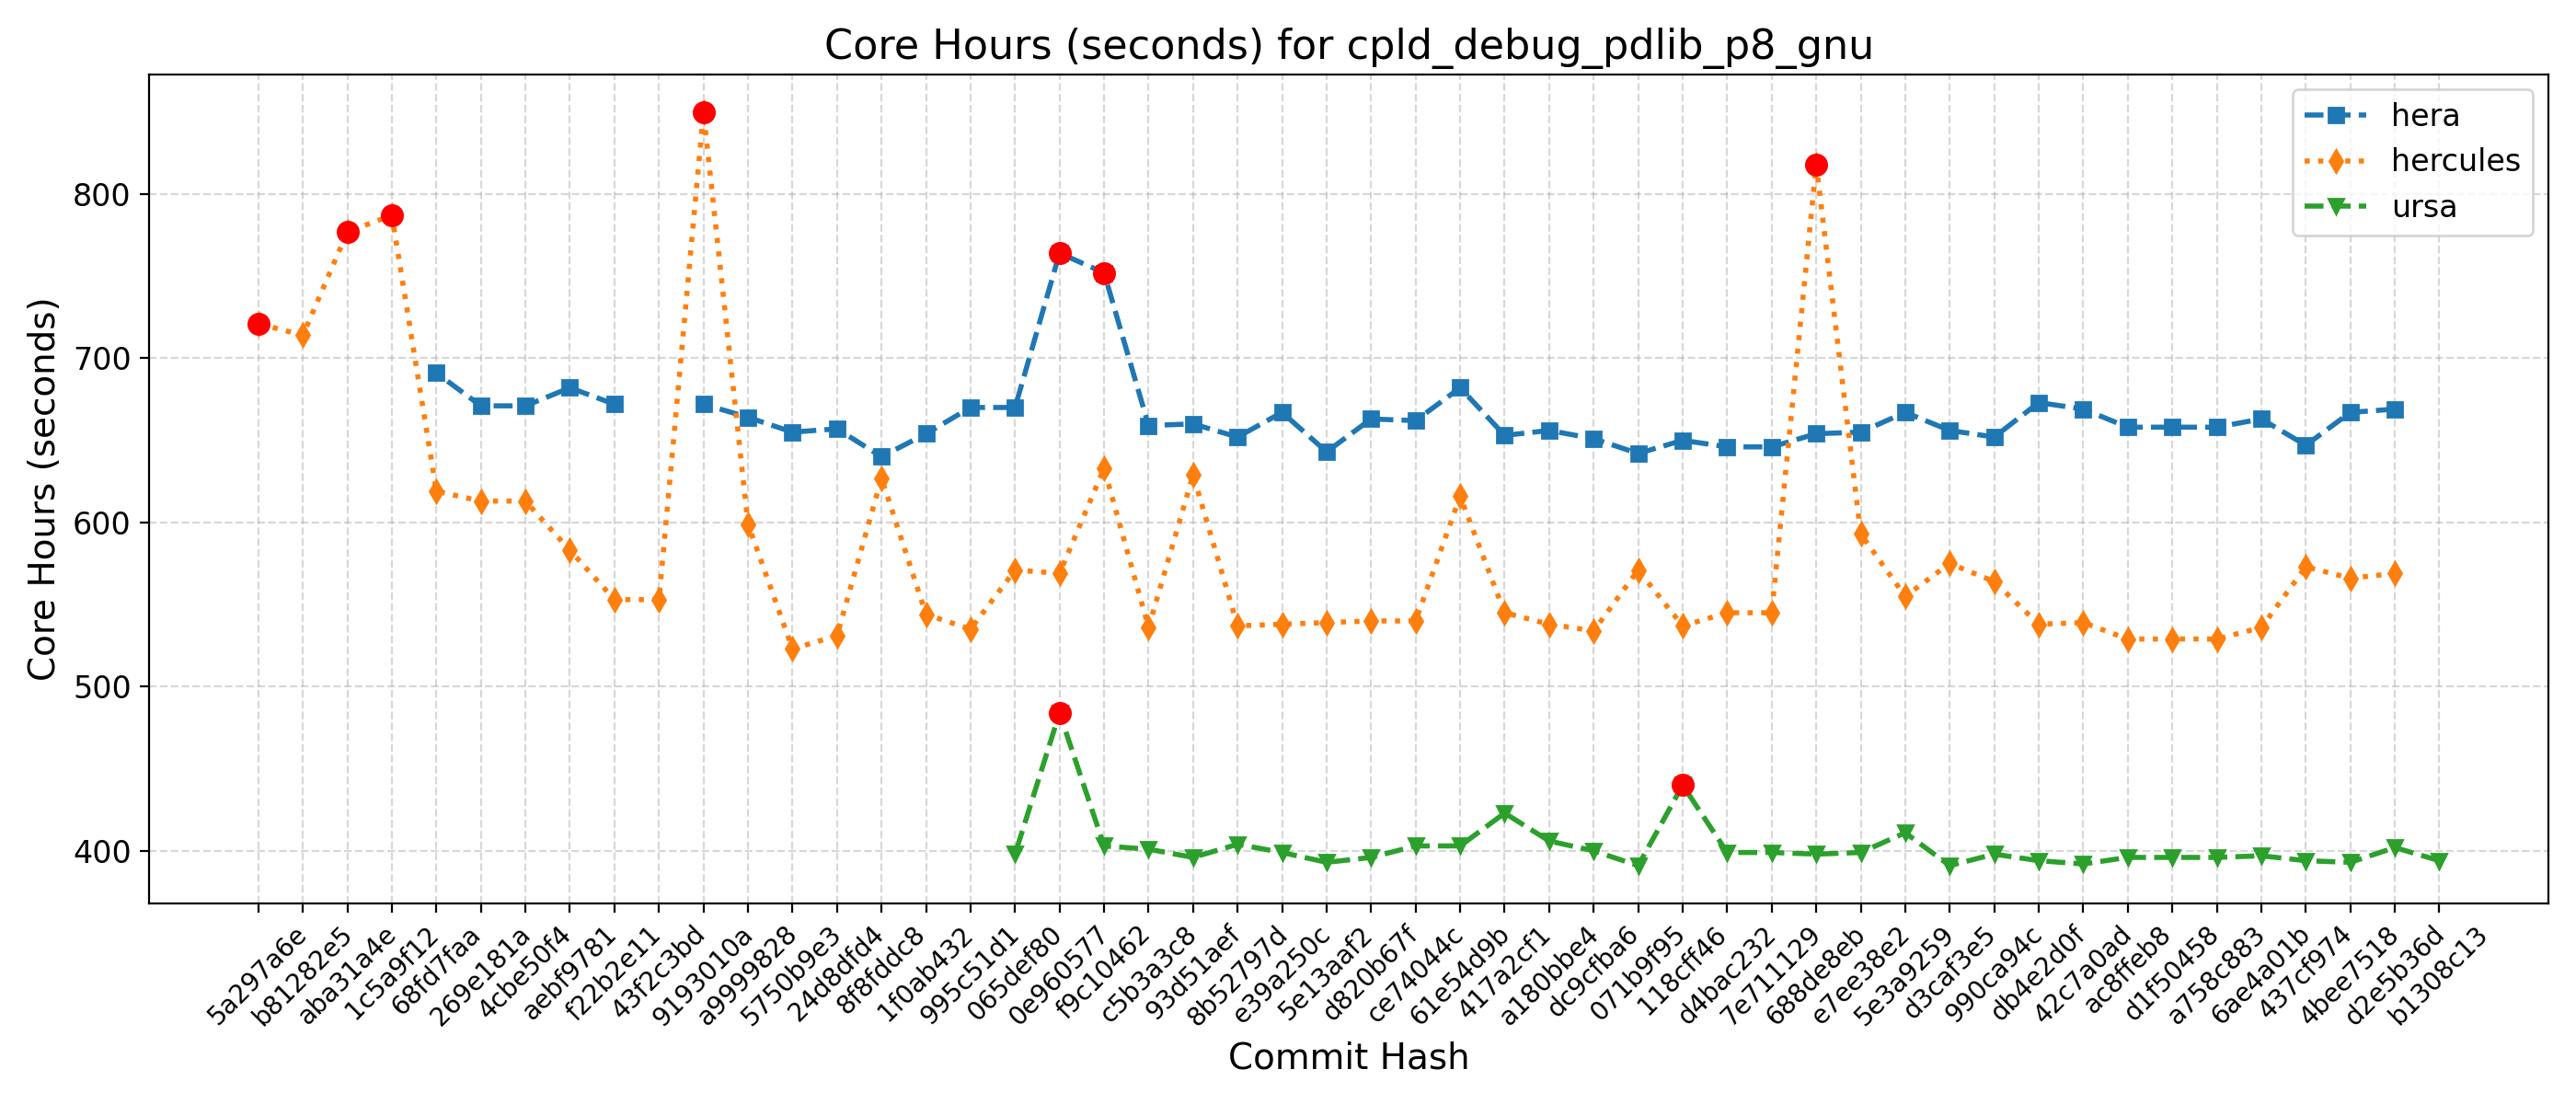 Core Hours (seconds) for cpld_debug_pdlib_p8_gnu
hera
hercules
ursa
Core Hours (seconds)
800
700
600
500
400
5a297a6e
b81282e5
aba31a4e
1c5a9f12
68fd7faa
269e181a
4cbe50f4
aebf9781
f22b2e11
43f2c3bd
9193010a
a9999828
5750b9e3
24d8dfd4
8f8fddc8
1f0ab432
995c51d1
065def80
0e960577
f9c10462
c5b3a3c8
93d51aef
8b52797d
e39a250c
5e13aaf2
d820b67f
ce74044c
61e54d9b
417a2cf1
a180bbe4
dc9cfba6
071b9f95
118cff46
d4bac232
7e711129
688de8eb
e7ee38e2
5e3a9259
d3caf3e5
990ca94c
db4e2d0f
42c7a0ad
ac8ffeb8
d1f50458
a758c883
6ae4a01b
437cf974
4bee7518
d2e5b36d
b1308c13
Commit Hash